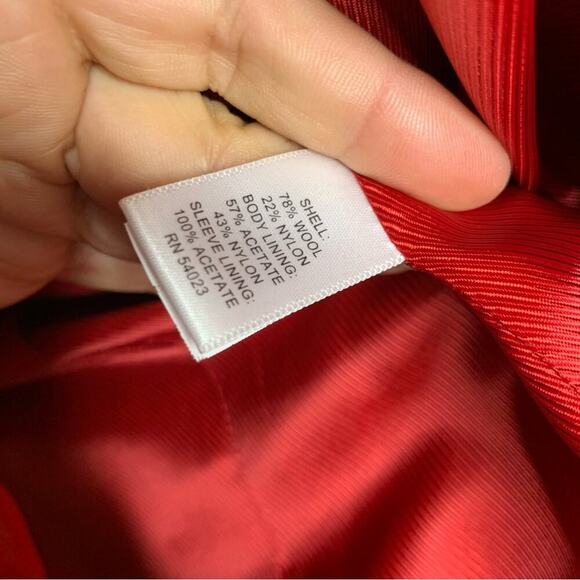 SHELL:
78% WOOL
22% NYLON
BODY LINING:
57% ACETATE
43% NYLON
SLEEVE LINING:
100% ACETATE
RN 54023